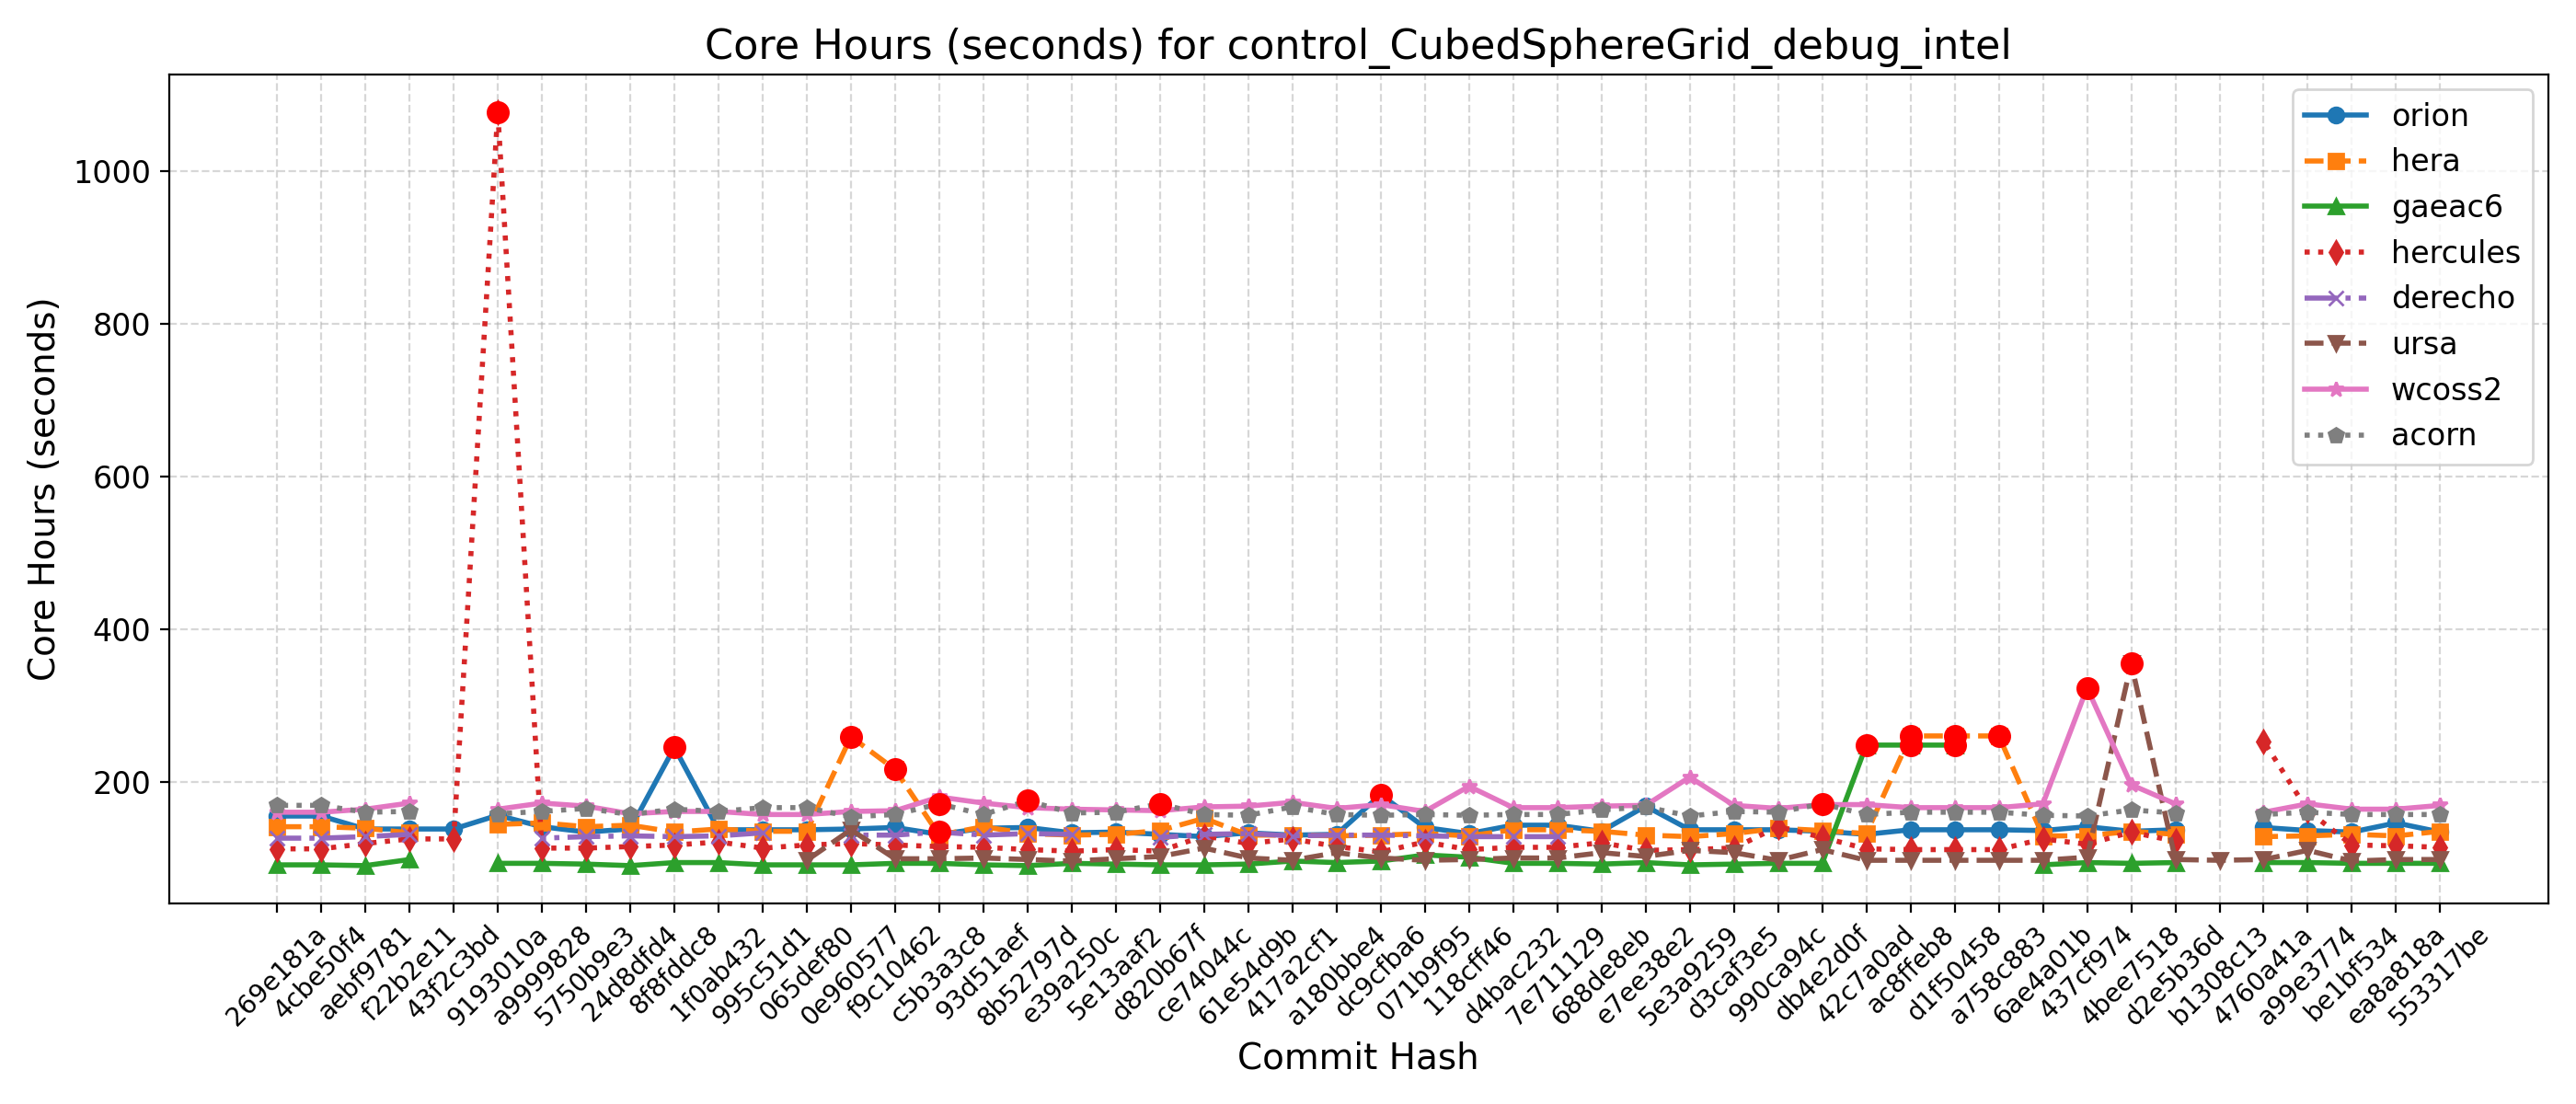 Core Hours (seconds) for control_CubedSphereGrid_debug_intel
Core Hours (seconds)
1000
800
600
400
200
orion
hera
gaeac6
hercules
derecho
ursa
wcoss2
acorn
269e181a
4cbe50f4
aebf9781
f22b2e11
43f2c3bd
9193010a
a9999828
5750b9e3
24d8dfd4
8f8fddc8
1f0ab432
995c51d1
065def80
0e960577
f9c10462
c5b3a3c8
93d51aef
8b52797d
e39a250c
5e13aaf2
d820b67f
ce74044c
61e54d9b
417a2cf1
a180bbe4
dc9cfba6
071b9f95
118cff46
d4bac232
7e711129
688de8eb
e7ee38e2
5e3a9259
d3caf3e5
990ca94c
db4e2d0f
42c7a0ad
ac8ffeb8
d1f50458
a758c883
6ae4a01b
437cf974
4bee7518
d2e5b36d
b1308c13
4760a41a
a99e3774
be1bf534
ea8a818a
553317be
Commit Hash